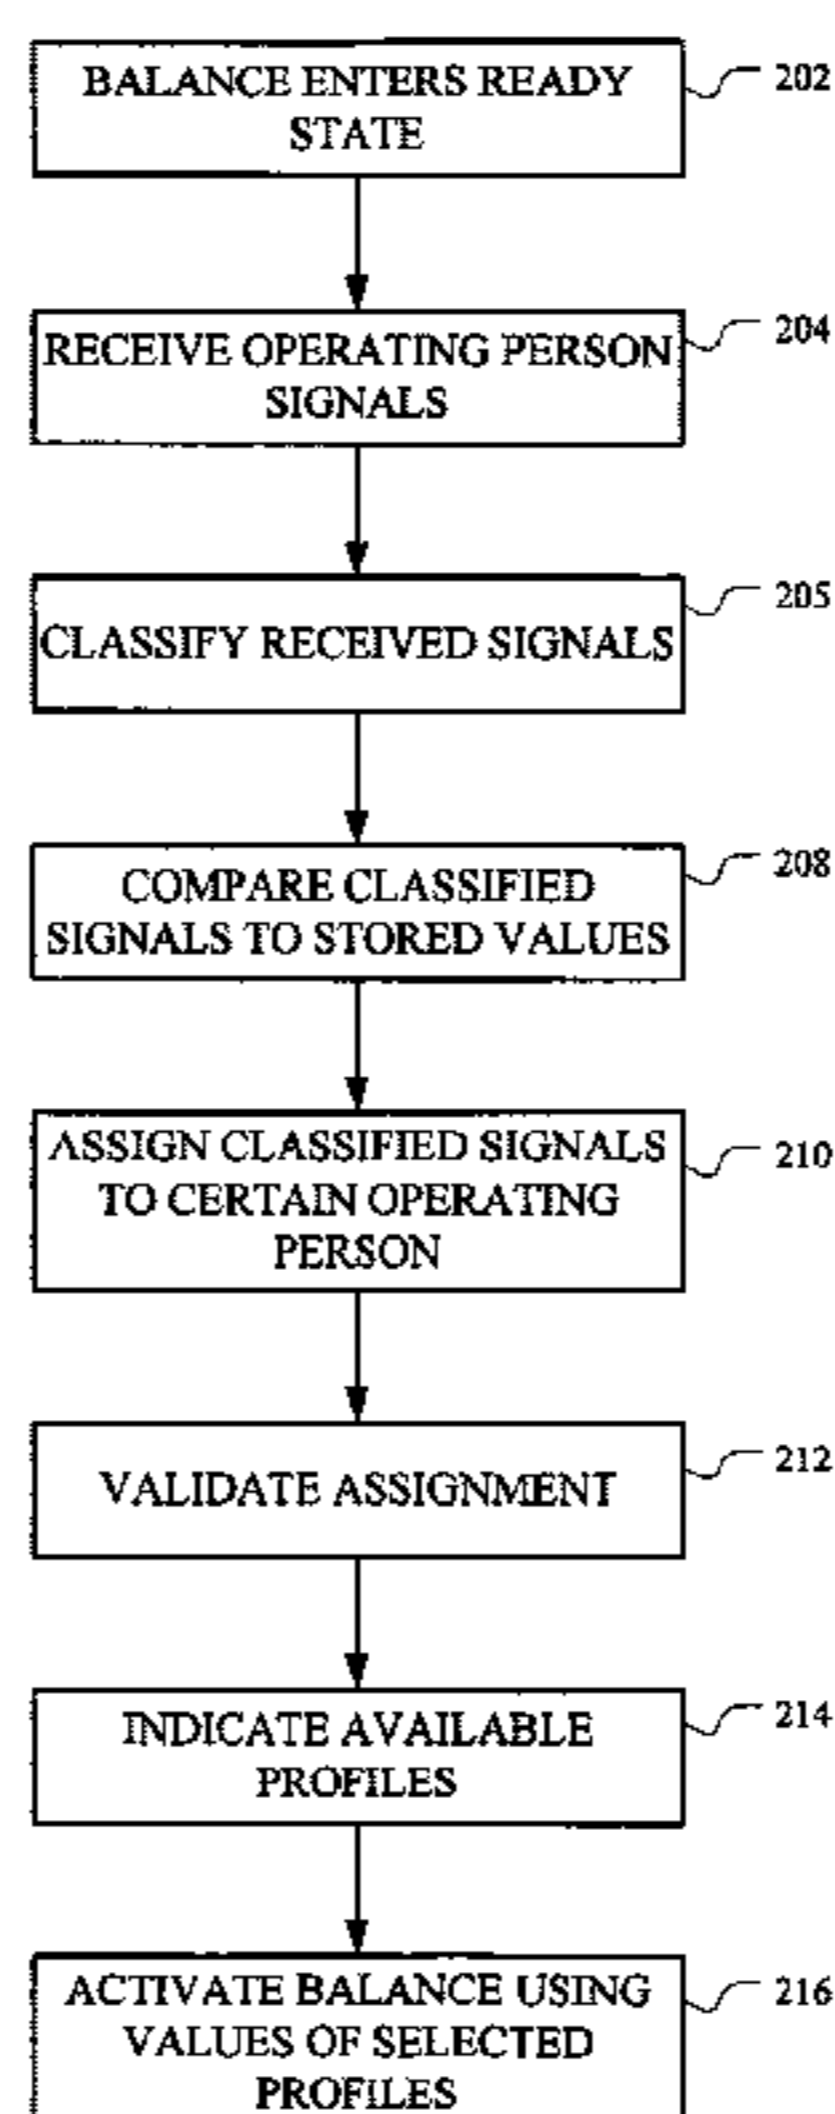 BALANCE ENTERS READY
STATE
202
RECEIVE OPERATING PERSON
SIGNALS
204
CLASSIFY RECEIVED SIGNALS
205
COMPARE CLASSIFIED
SIGNALS TO STORED VALUES
208
ASSIGN CLASSIFIED SIGNALS
TO CERTAIN OPERATING
PERSON
210
VALIDATE ASSIGNMENT
212
INDICATE AVAILABLE
PROFILES
214
ACTIVATE BALANCE USING
VALUES OF SELECTED
PROFILES
216